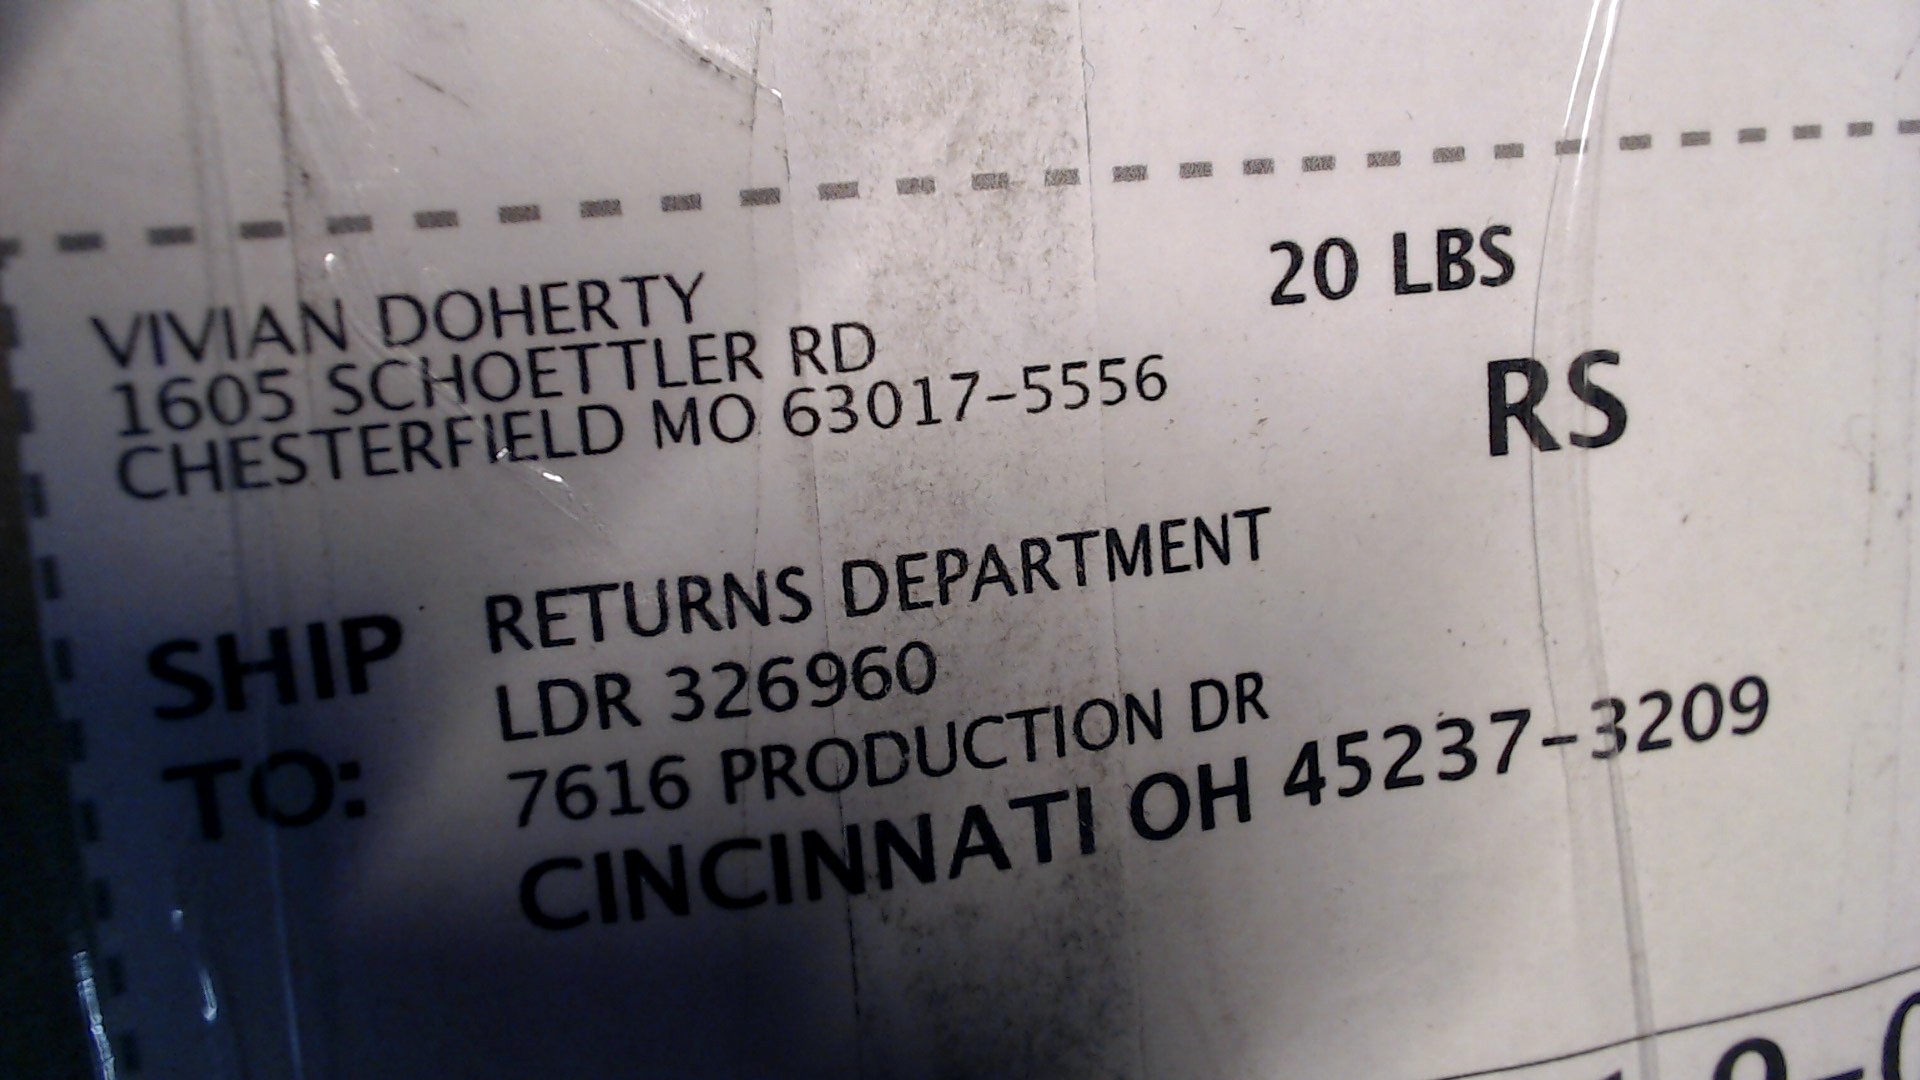 VIVIAN DOHERTY
1605 SCHOETTLER RD
CHESTERFIELD MO 63017-5556
20 LBS
RS
SHIP TO:
RETURNS DEPARTMENT
LDR 326960
7616 PRODUCTION DR
CINCINNATI OH 45237-3209